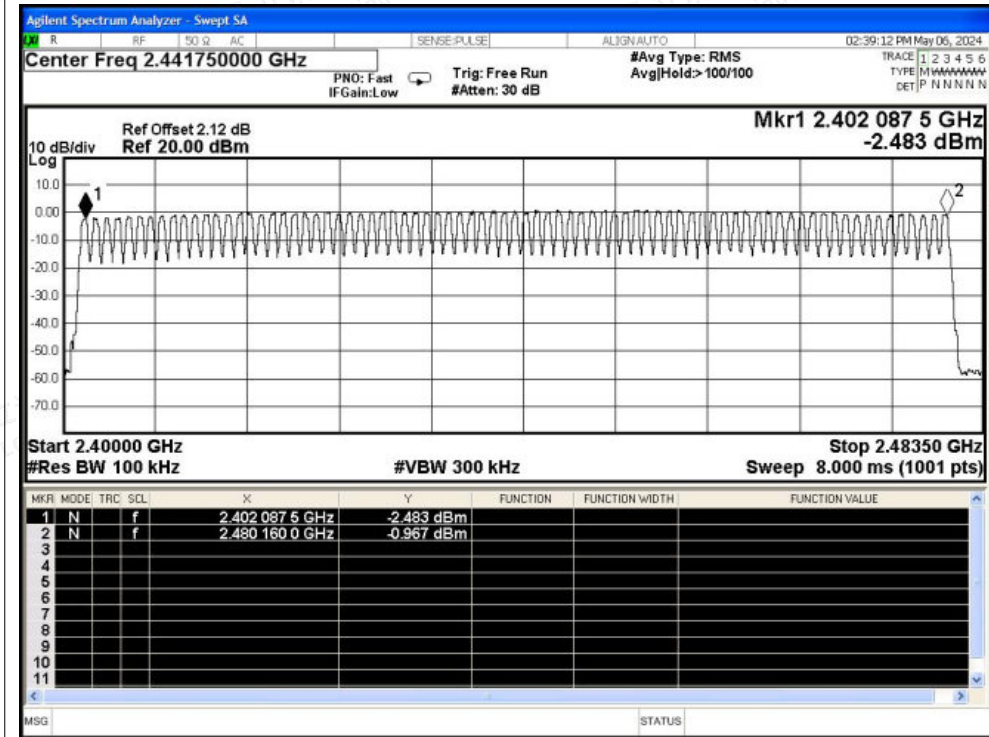 Agilent Spectrum Analyzer - Swept SA
LXI R RF 50 Ω AC SENSE:PULSE ALIGN AUTO 02:39:12 PM May 06, 2024
Center Freq 2.441750000 GHz #Avg Type: RMS TRACE 1 2 3 4 5 6
PNO: Fast Trig: Free Run Avg|Hold:>100/100 TYPE M WWWWW
IFGain:Low #Atten: 30 dB DET P N N N N N
Mkr1 2.402 087 5 GHz
Ref Offset 2.12 dB
10 dB/div Ref 20.00 dBm -2.483 dBm
Log
10.0
1 2
0.00
-10.0
-20.0
-30.0
-40.0
-50.0
-60.0
-70.0
Start 2.40000 GHz Stop 2.48350 GHz
#Res BW 100 kHz #VBW 300 kHz Sweep 8.000 ms (1001 pts)
MKR MODE TRC SCL X Y FUNCTION FUNCTION WIDTH FUNCTION VALUE
1 N f 2.402 087 5 GHz -2.483 dBm
2 N f 2.480 160 0 GHz -0.967 dBm
3
4
5
6
7
8
9
10
11
MSG STATUS